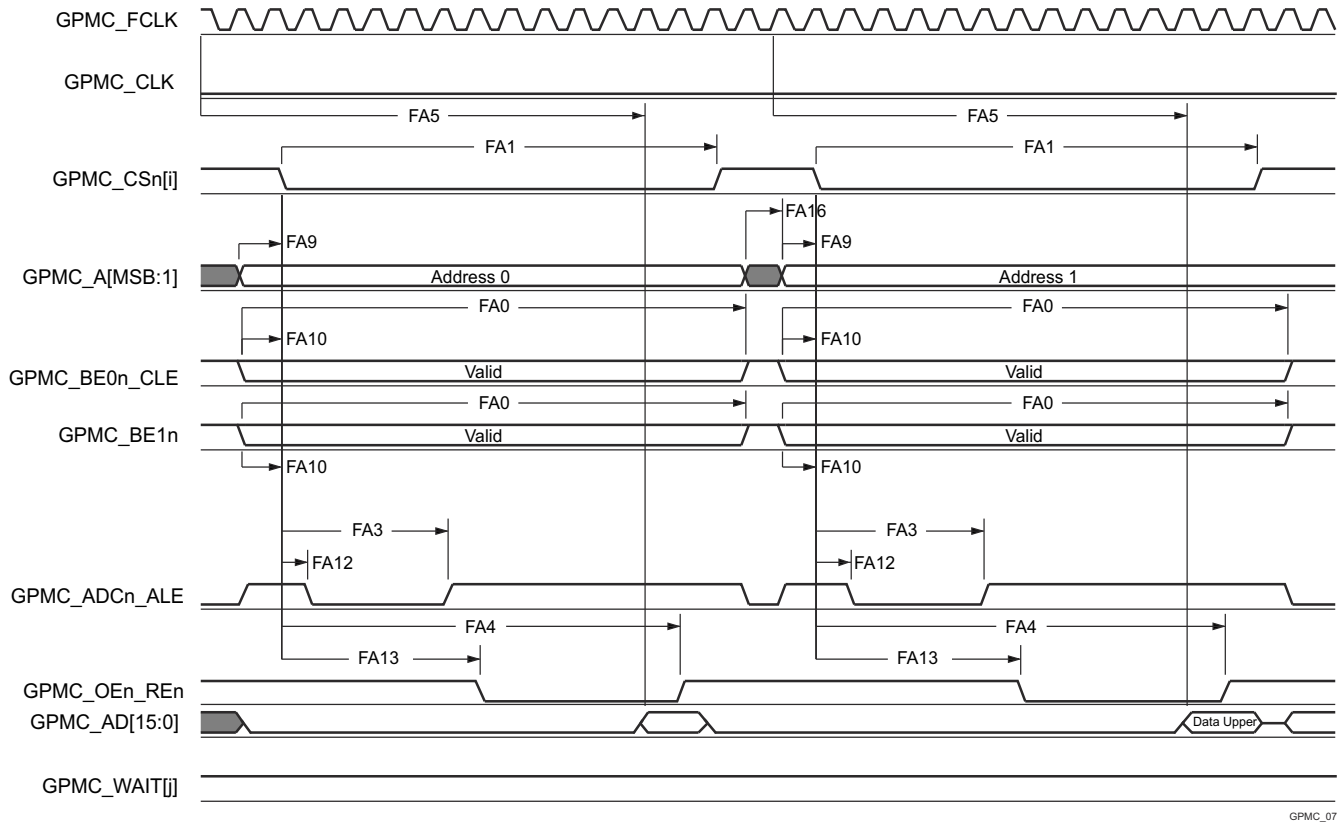 GPMC_FCLK
GPMC_CLK
FA5 FA5
FA1 FA1
GPMC_CSn[i]
FA16
FA9 FA9
GPMC_A[MSB:1] Address 0 Address 1
FA0 FA0
FA10 FA10
GPMC_BE0n_CLE Valid Valid
FA0 FA0
GPMC_BE1n Valid Valid
FA10 FA10
FA3 FA3
FA12 FA12
GPMC_ADCn_ALE
FA4 FA4
FA13 FA13
GPMC_OEn_REn
GPMC_AD[15:0] Data Upper
GPMC_WAIT[j]
GPMC_07